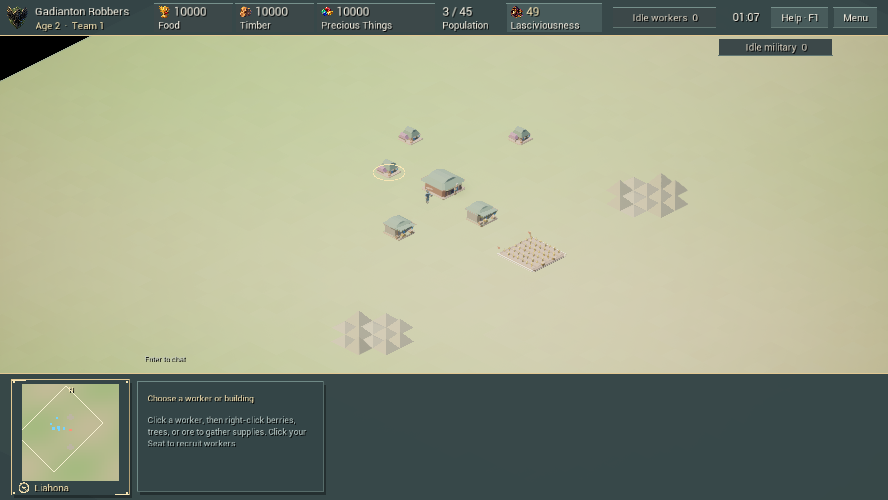 Gadianton Robbers
Age 2 · Team 1
10000
Food
10000
Timber
10000
Precious Things
3 / 45
Population
49
Lasciviousness
Idle workers 0
01:07
Help · F1
Menu
Idle military 0
Enter to chat
Choose a worker or building
Click a worker, then right-click berries,
trees, or ore to gather supplies. Click your
Seat to recruit workers.
Liahona